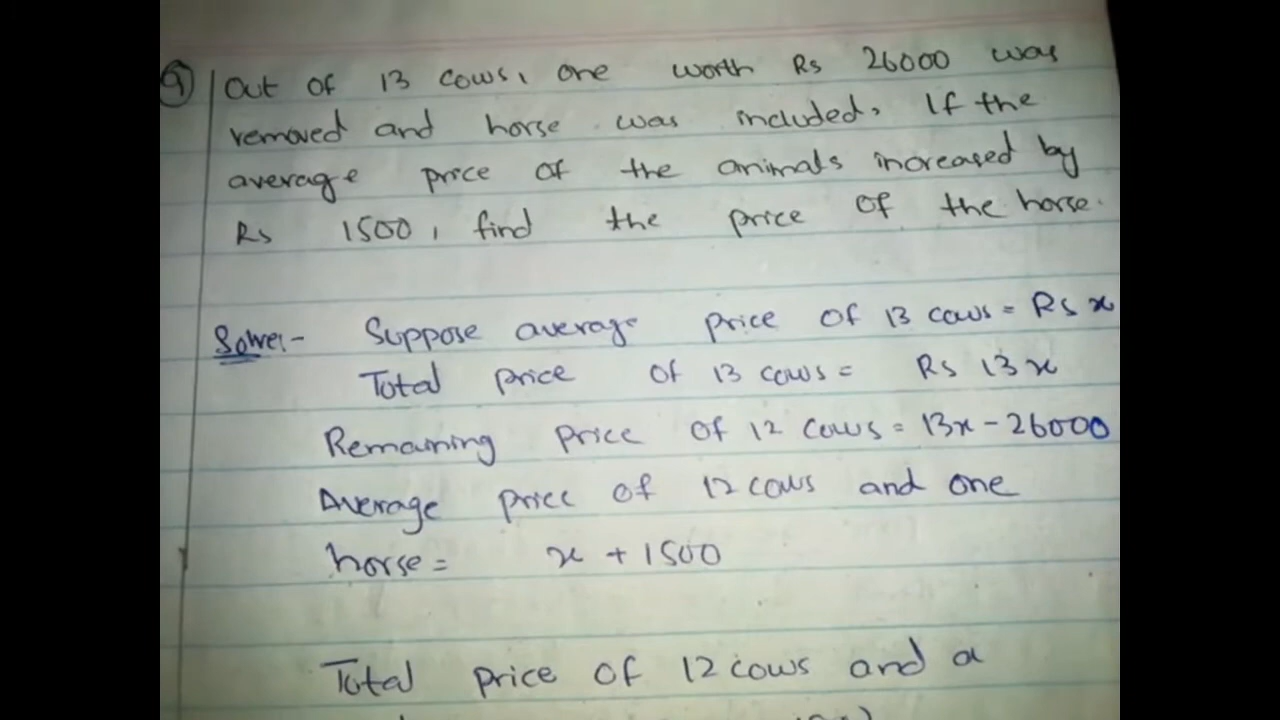 9 Out of 13 cows, one worth Rs 26000 was
removed and horse was included. If the
average price of the animals increased by
Rs 1500, find the price of the horse.
Solve:- Suppose average price of 13 cows = Rs x
Total price of 13 cows = Rs 13x
Remaining price of 12 cows = 13x - 26000
Average price of 12 cows and one
horse = x + 1500
Total price of 12 cows and a